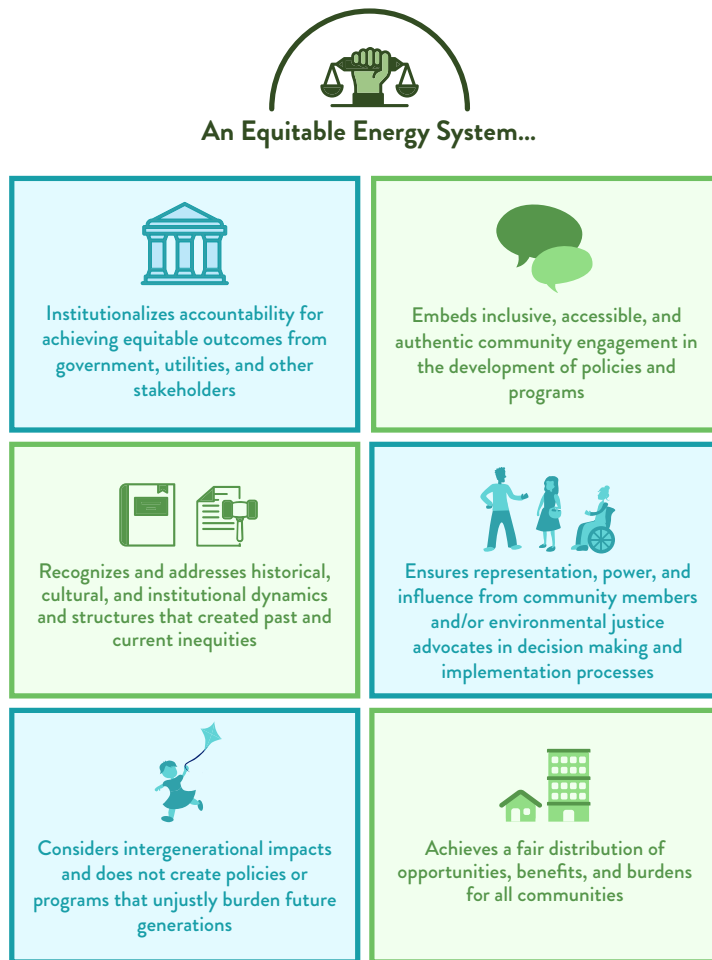 An Equitable Energy System...
Institutionalizes accountability for
achieving equitable outcomes from
government, utilities, and other
stakeholders
Embeds inclusive, accessible, and
authentic community engagement in
the development of policies and
programs
Recognizes and addresses historical,
cultural, and institutional dynamics
and structures that created past and
current inequities
Ensures representation, power, and
influence from community members
and/or environmental justice
advocates in decision making and
implementation processes
Considers intergenerational impacts
and does not create policies or
programs that unjustly burden future
generations
Achieves a fair distribution of
opportunities, benefits, and burdens
for all communities